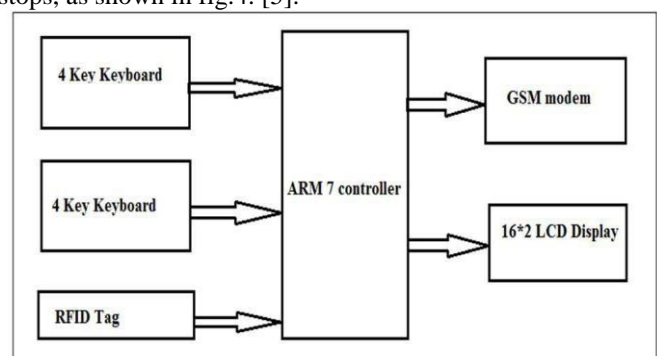 stops, as shown in fig.4. [5].
4 Key Keyboard
4 Key Keyboard
RFID Tag
ARM 7 controller
GSM modem
16*2 LCD Display